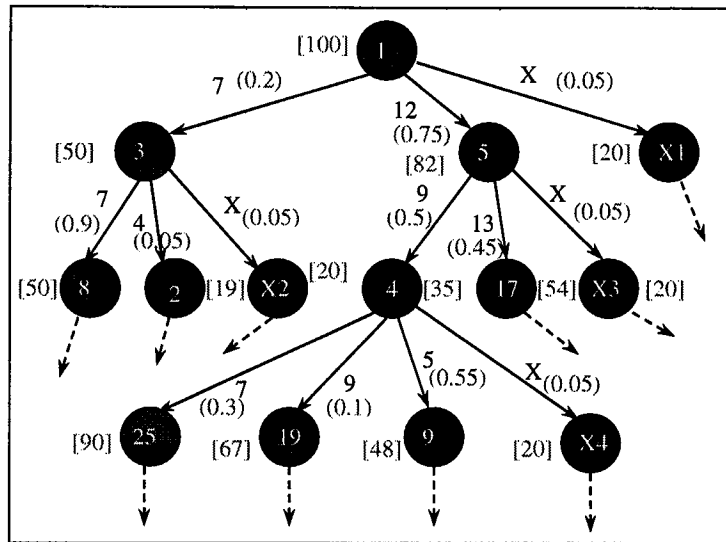 [100] 1
7 (0.2) 12 (0.75) X (0.05)
[50] 3 [82] 5 [20] X1
7 (0.9) 4 (0.05) X (0.05) 9 (0.5) 13 (0.45) X (0.05)
[50] 8 2 [19] X2 [20] 4 [35] 17 [54] X3 [20]
7 (0.3) 9 (0.1) 5 (0.55) X (0.05)
[90] 25 [67] 19 [48] 9 [20] X4